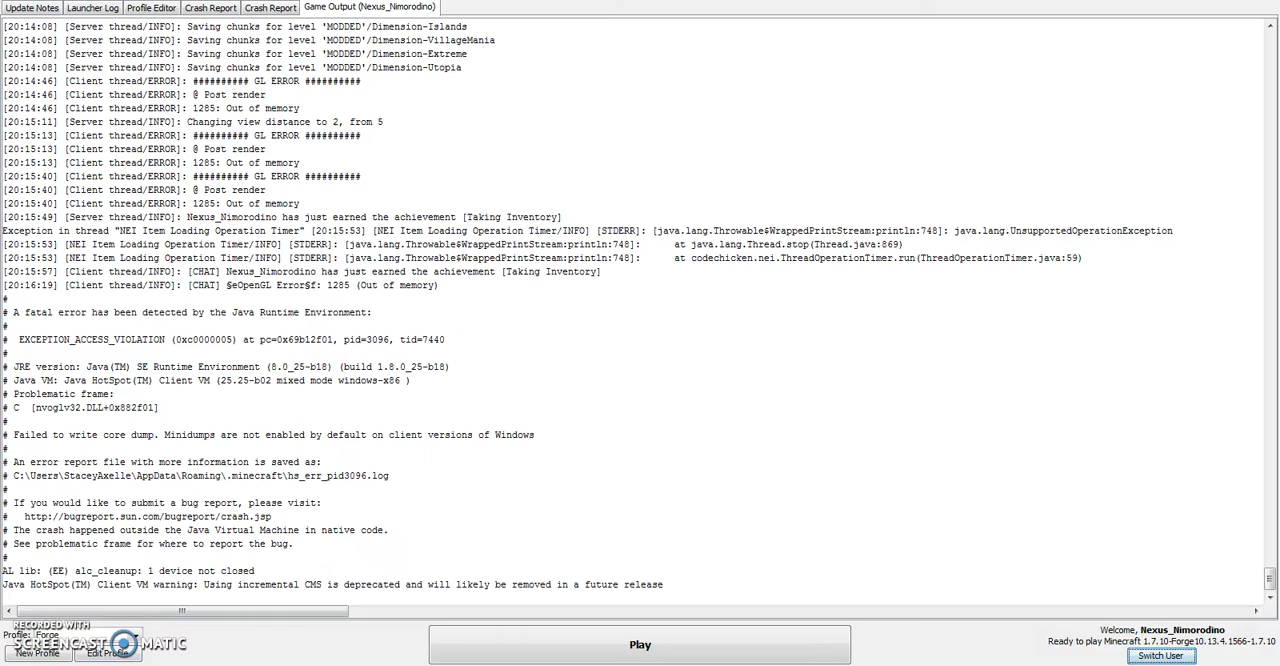 Update Notes Launcher Log Profile Editor Crash Report Crash Report Game Output (Nexus_Nimorodino)
[20:14:08] [Server thread/INFO]: Saving chunks for level 'MODDED'/Dimension-Islands
[20:14:08] [Server thread/INFO]: Saving chunks for level 'MODDED'/Dimension-VillageMania
[20:14:08] [Server thread/INFO]: Saving chunks for level 'MODDED'/Dimension-Extreme
[20:14:08] [Server thread/INFO]: Saving chunks for level 'MODDED'/Dimension-Utopia
[20:14:46] [Client thread/ERROR]: ########## GL ERROR ##########
[20:14:46] [Client thread/ERROR]: @ Post render
[20:14:46] [Client thread/ERROR]: 1285: Out of memory
[20:15:11] [Server thread/INFO]: Changing view distance to 2, from 5
[20:15:13] [Client thread/ERROR]: ########## GL ERROR ##########
[20:15:13] [Client thread/ERROR]: @ Post render
[20:15:13] [Client thread/ERROR]: 1285: Out of memory
[20:15:40] [Client thread/ERROR]: ########## GL ERROR ##########
[20:15:40] [Client thread/ERROR]: @ Post render
[20:15:40] [Client thread/ERROR]: 1285: Out of memory
[20:15:49] [Server thread/INFO]: Nexus_Nimorodino has just earned the achievement [Taking Inventory]
Exception in thread "NEI Item Loading Operation Timer" [20:15:53] [NEI Item Loading Operation Timer/INFO] [STDERR]: [java.lang.Throwable$WrappedPrintStream:println:748]: java.lang.UnsupportedOperationException
[20:15:53] [NEI Item Loading Operation Timer/INFO] [STDERR]: [java.lang.Throwable$WrappedPrintStream:println:748]: at java.lang.Thread.stop(Thread.java:869)
[20:15:53] [NEI Item Loading Operation Timer/INFO] [STDERR]: [java.lang.Throwable$WrappedPrintStream:println:748]: at codechicken.nei.ThreadOperationTimer.run(ThreadOperationTimer.java:59)
[20:15:57] [Client thread/INFO]: [CHAT] Nexus_Nimorodino has just earned the achievement [Taking Inventory]
[20:16:19] [Client thread/INFO]: [CHAT] §eOpenGL Error§f: 1285 (Out of memory)
#
# A fatal error has been detected by the Java Runtime Environment:
#
# EXCEPTION_ACCESS_VIOLATION (0xc0000005) at pc=0x69b12f01, pid=3096, tid=7440
#
# JRE version: Java(TM) SE Runtime Environment (8.0_25-b18) (build 1.8.0_25-b18)
# Java VM: Java HotSpot(TM) Client VM (25.25-b02 mixed mode windows-x86 )
# Problematic frame:
# C [nvoglv32.DLL+0x882f01]
#
# Failed to write core dump. Minidumps are not enabled by default on client versions of Windows
#
# An error report file with more information is saved as:
# C:\Users\StaceyAxelle\AppData\Roaming\.minecraft\hs_err_pid3096.log
#
# If you would like to submit a bug report, please visit:
# http://bugreport.sun.com/bugreport/crash.jsp
# The crash happened outside the Java Virtual Machine in native code.
# See problematic frame for where to report the bug.
#
AL lib: (EE) alc_cleanup: 1 device not closed
Java HotSpot(TM) Client VM warning: Using incremental CMS is deprecated and will likely be removed in a future release
RECORDED WITH
Profile: Forge
SCREENCAST MATIC
New Profile Edit Profile
Play
Welcome, Nexus_Nimorodino
Ready to play Minecraft 1.7.10-Forge10.13.4.1566-1.7.10
Switch User